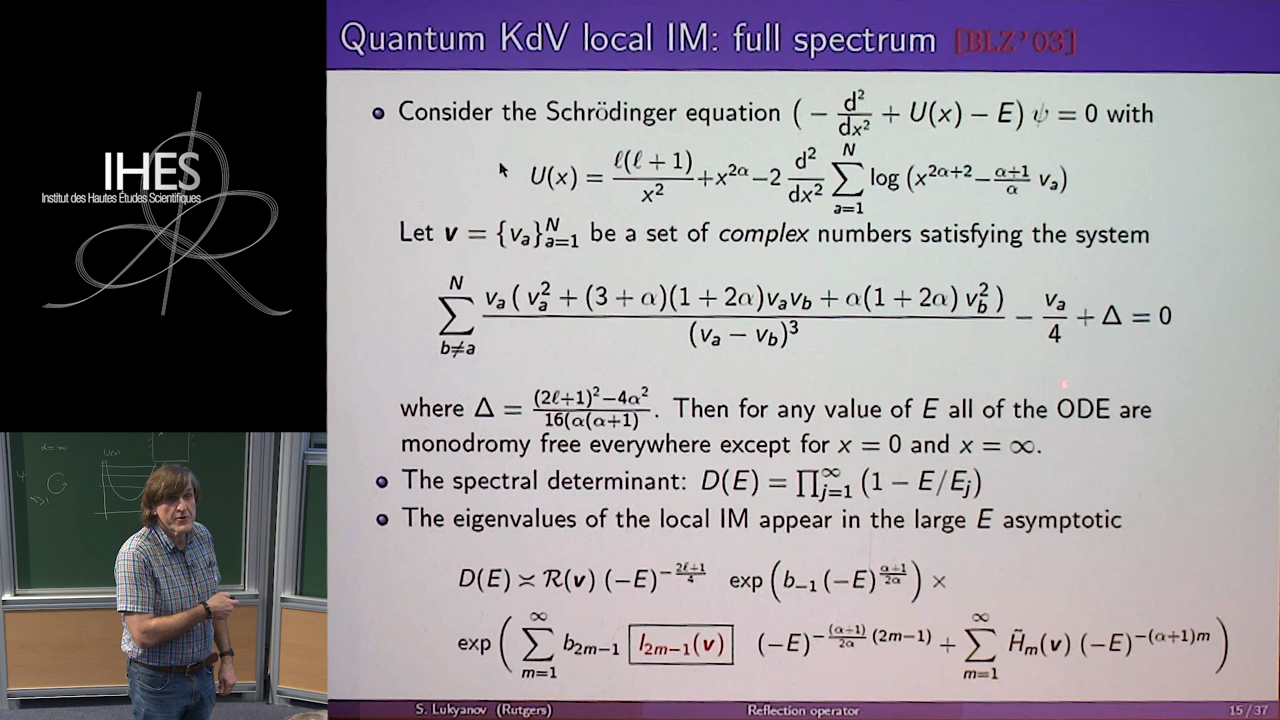 IHES
Institut des Hautes Études Scientifiques
Quantum KdV local IM: full spectrum [BLZ'03]
• Consider the Schrödinger equation (− d²/dx² + U(x) − E) ψ = 0 with
U(x) = ℓ(ℓ + 1)/x² + x^{2α} − 2 d²/dx² ∑_{a=1}^{N} log (x^{2α+2} − (α+1)/α v_a)
Let v = {v_a}_{a=1}^{N} be a set of complex numbers satisfying the system
∑_{b≠a}^{N} v_a ( v_a² + (3 + α)(1 + 2α)v_a v_b + α(1 + 2α) v_b² ) / (v_a − v_b)³ − v_a/4 + Δ = 0
where Δ = (2ℓ+1)²−4α² / 16(α(α+1) . Then for any value of E all of the ODE are
monodromy free everywhere except for x = 0 and x = ∞.
• The spectral determinant: D(E) = ∏_{j=1}^{∞} (1 − E/E_j)
• The eigenvalues of the local IM appear in the large E asymptotic
D(E) ≍ R(v) (−E)^{−(2ℓ+1)/4} exp ( b_{−1} (−E)^{(α+1)/2α} ) ×
exp ( ∑_{m=1}^{∞} b_{2m−1} I_{2m−1}(v) (−E)^{−(α+1)/2α (2m−1)} + ∑_{m=1}^{∞} H̃_m(v) (−E)^{−(α+1)m} )
S. Lukyanov (Rutgers) Reflection operator 15 / 37